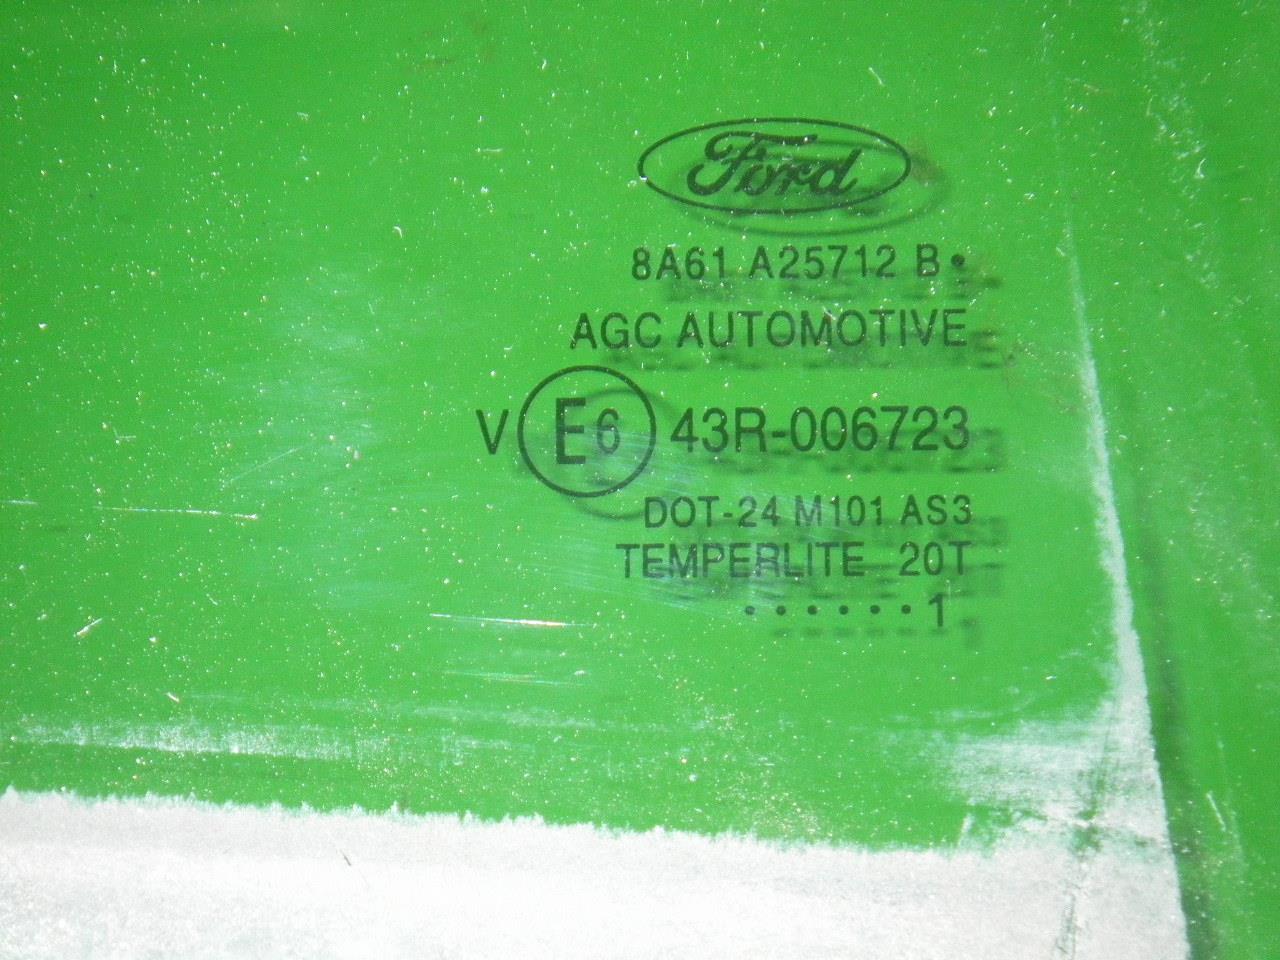 Ford
8A61 A25712 B•
AGC AUTOMOTIVE
V E6 43R-006723
DOT-24 M101 AS3
TEMPERLITE 20T
• • • • • •1